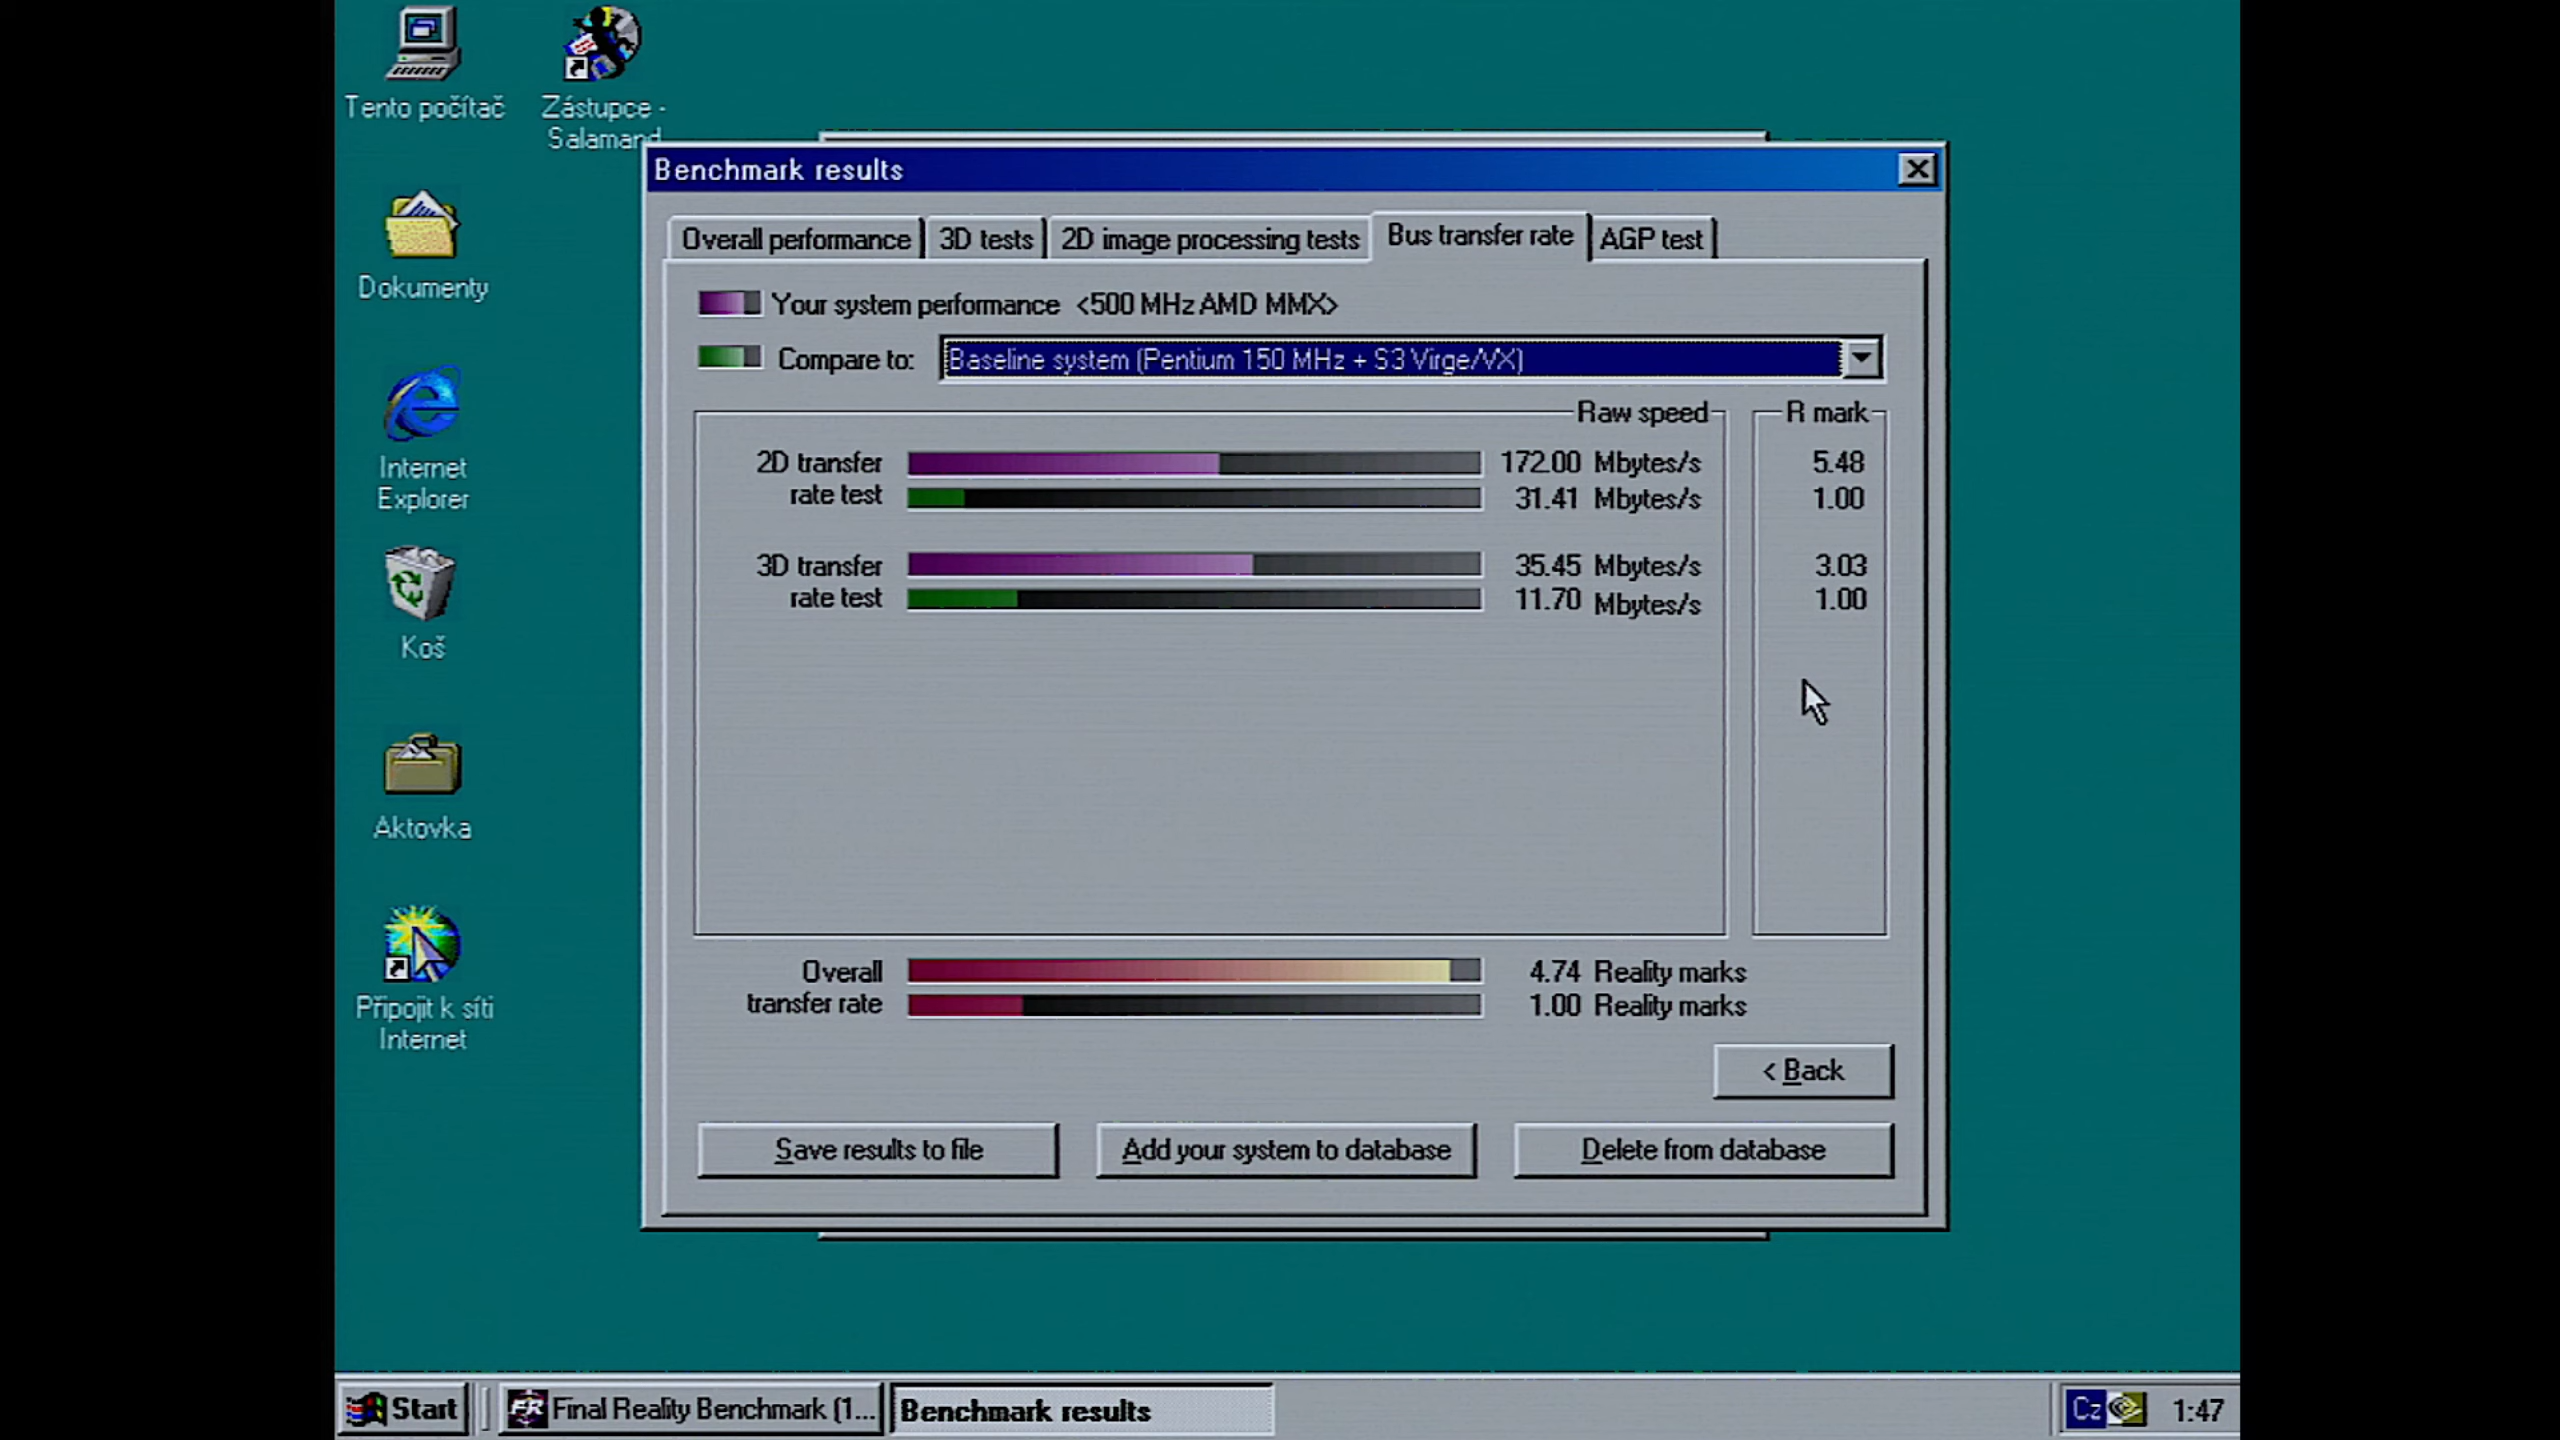 Tento počítač
Zástupce -
Salamand
Dokumenty
Internet
Explorer
Koš
Aktovka
Připojit k síti
Internet
Benchmark results
Overall performance
3D tests
2D image processing tests
Bus transfer rate
AGP test
Your system performance <500 MHz AMD MMX>
Compare to: Baseline system (Pentium 150 MHz + S3 Virge/VX)
Raw speed R mark
2D transfer 172.00 Mbytes/s 5.48
rate test 31.41 Mbytes/s 1.00
3D transfer 35.45 Mbytes/s 3.03
rate test 11.70 Mbytes/s 1.00
Overall 4.74 Reality marks
transfer rate 1.00 Reality marks
< Back
Save results to file
Add your system to database
Delete from database
Start
FR
Final Reality Benchmark (1...
Benchmark results
Cz
1:47